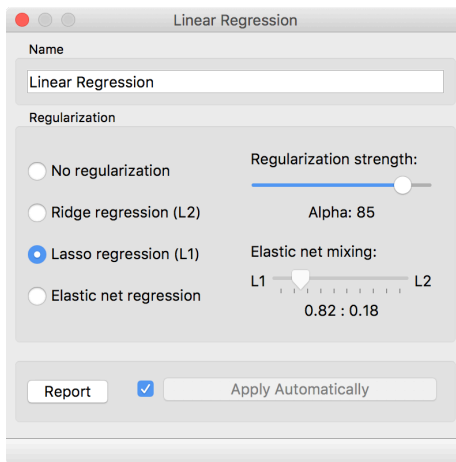 Linear Regression
Name
Linear Regression
Regularization
No regularization
Ridge regression (L2)
Lasso regression (L1)
Elastic net regression
Regularization strength:
Alpha: 85
Elastic net mixing:
L1 L2
0.82 : 0.18
Report
Apply Automatically